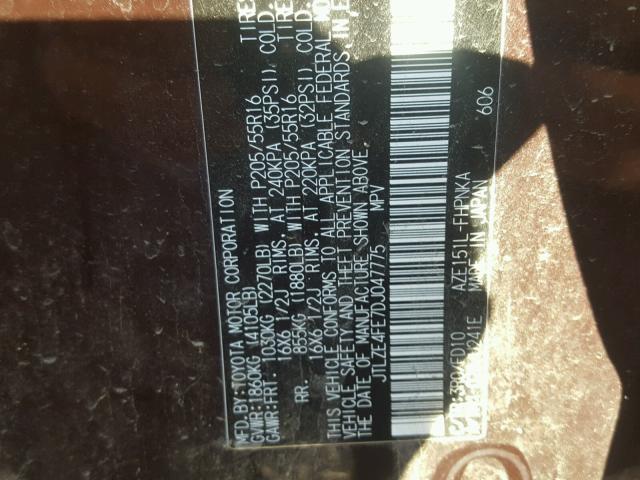 MFD. BY: TOYOTA MOTOR CORPORATION
GVWR: 1860KG (4105LB)
GAWR: FRT. 1030KG (2270LB) WITH P205/55R16 TIRE
16X6 1/2J RIMS, AT 240KPA (35PSI) COLD.
RR. 855KG (1880LB) WITH P205/55R16 TIRE
16X6 1/2J RIMS, AT 220KPA (32PSI) COLD.
THIS VEHICLE CONFORMS TO ALL APPLICABLE FEDERAL MO
VEHICLE SAFETY AND THEFT PREVENTION STANDARDS IN E
THE DATE OF MANUFACTURE SHOWN ABOVE.
JTLZE4FE7DJ047775 MPV
606
AZE151L-FHPNKA
MADE IN JAPAN